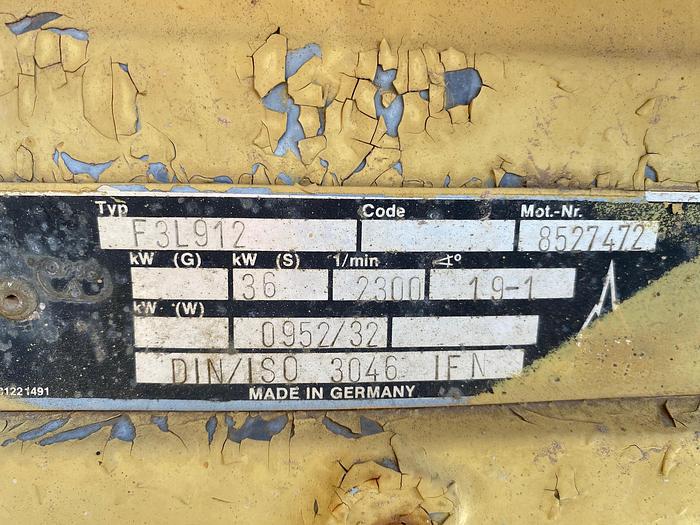 Typ Code Mot.-Nr.
F3L912 8527472
kW (G) kW (S) 1/min ∢°
36 2300 19-1
kW (W)
0952/32
DIN/ISO 3046 IFN
01221491 MADE IN GERMANY